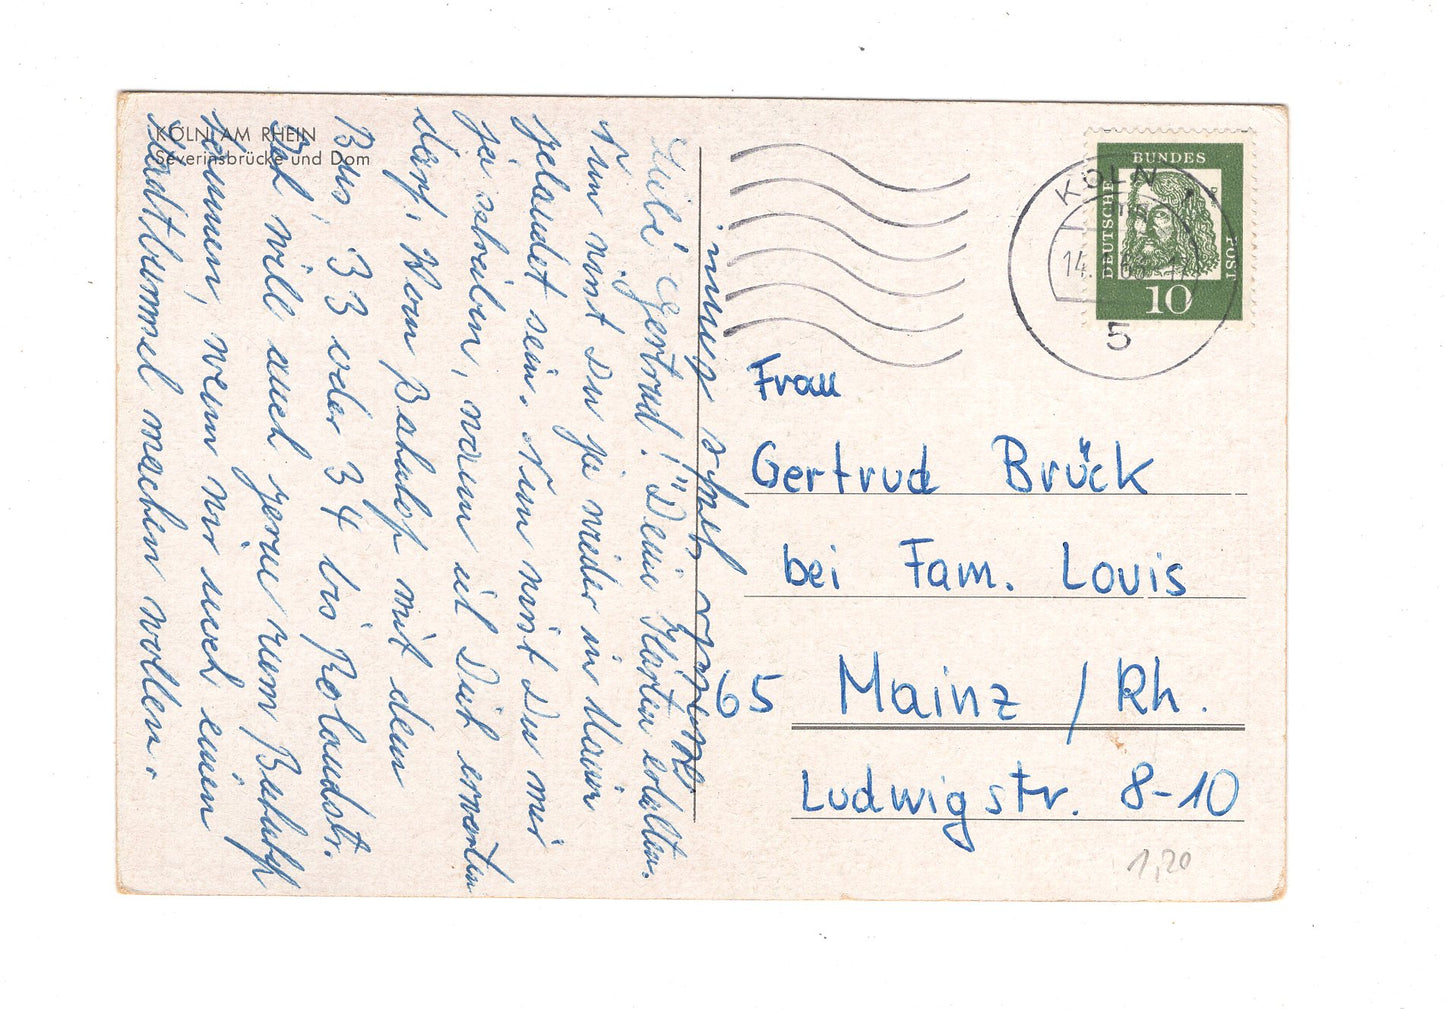 KÖLN AM RHEIN
Severinsbrücke und Dom
Liebe Gertrud! "Deine Karten erhalten.
Nun wirst Du ja wieder in Mainz
gelandet sein. Nun wirst Du mir
ja schreiben, wann ich Dich erwarten
darf. Vom Bahnhof mit dem
Bus 33 oder 34 bis Rolandstr.
Ich will auch gerne zum Bahnhof
kommen, wenn wir noch einen
Stadtbummel machen wollen.
DEUTSCHE
BUNDES
POST
10
KÖLN
14.
5
Frau
Gertrud Brück
bei Fam. Louis
65 Mainz / Rh.
Ludwigstr. 8-10
1,20